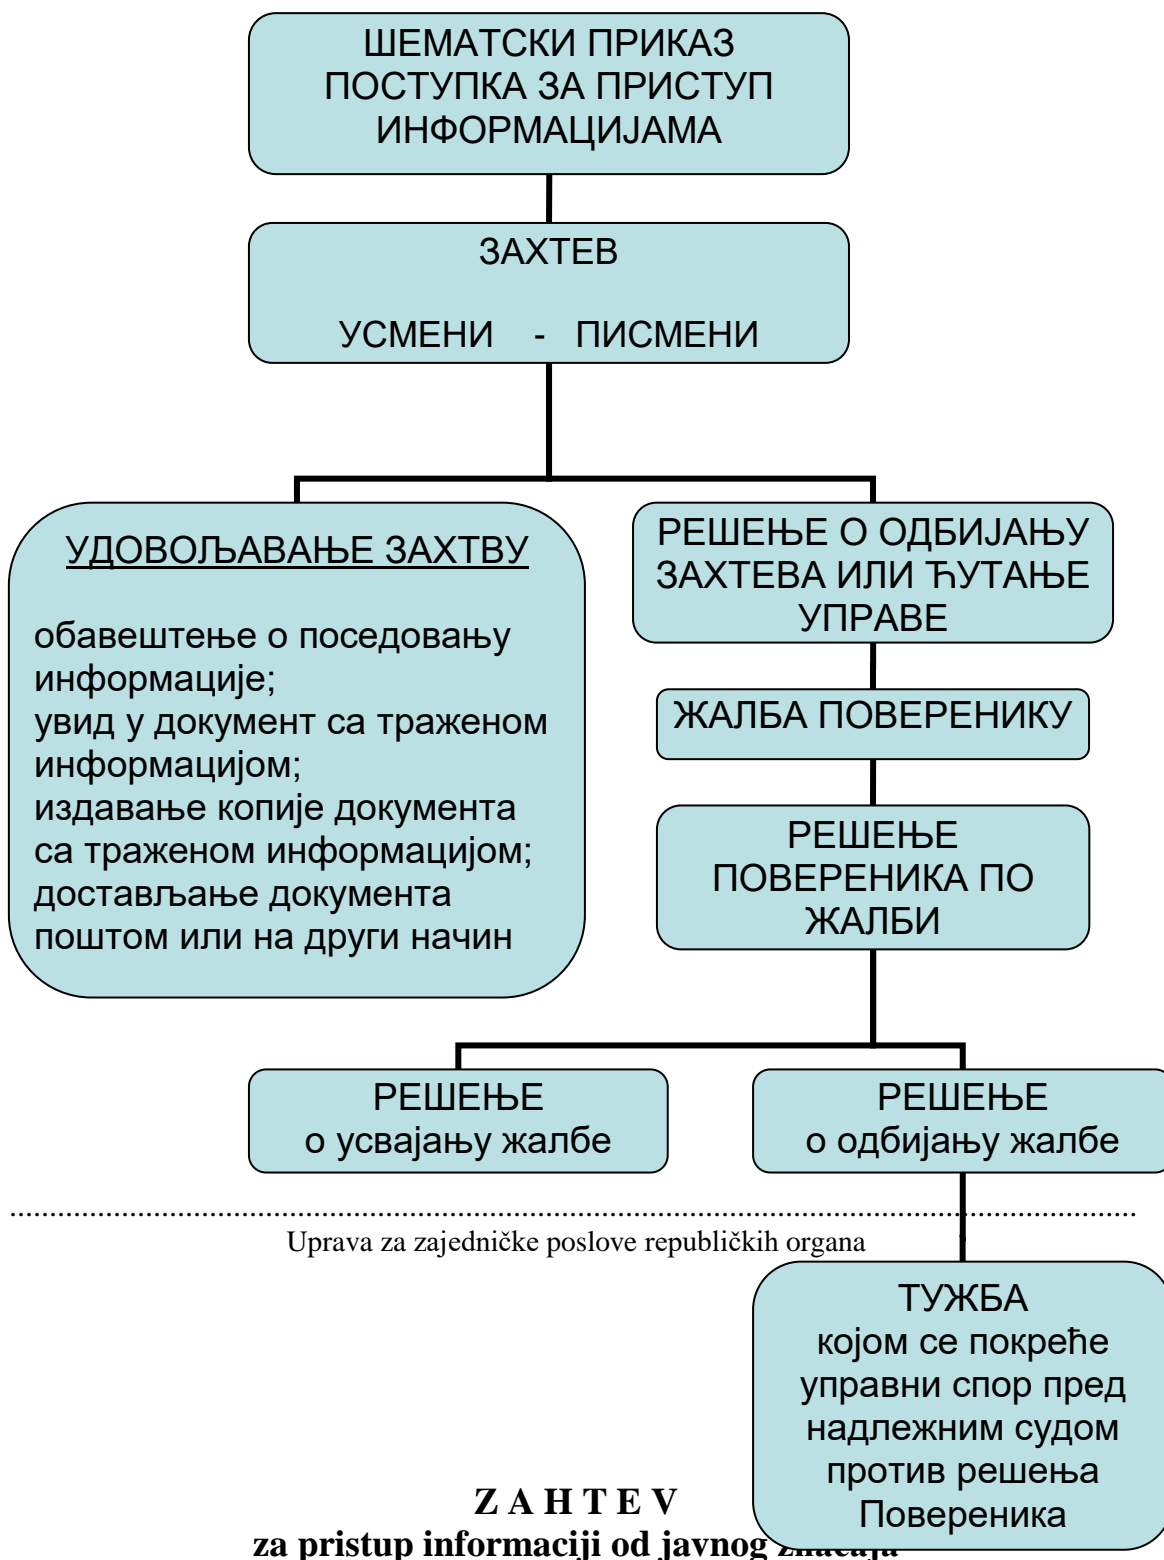 ШЕМАТСКИ ПРИКАЗ
ПОСТУПКА ЗА ПРИСТУП
ИНФОРМАЦИЈАМА
ЗАХТЕВ
УСМЕНИ - ПИСМЕНИ
УДОВОЉАВАЊЕ ЗАХТВУ
обавештење о поседовању
информације;
увид у документ са траженом
информацијом;
издавање копије документа
са траженом информацијом;
достављање документа
поштом или на други начин
РЕШЕЊЕ О ОДБИЈАЊУ
ЗАХТЕВА ИЛИ ЋУТАЊЕ
УПРАВЕ
ЖАЛБА ПОВЕРЕНИКУ
РЕШЕЊЕ
ПОВЕРЕНИКА ПО
ЖАЛБИ
РЕШЕЊЕ
о усвајању жалбе
РЕШЕЊЕ
о одбијању жалбе
Uprava za zajedničke poslove republičkih organa
ТУЖБА
којом се покреће
управни спор пред
надлежним судом
против решења
Повереника
Z A H T E V
za pristup informaciji od javnog značaja